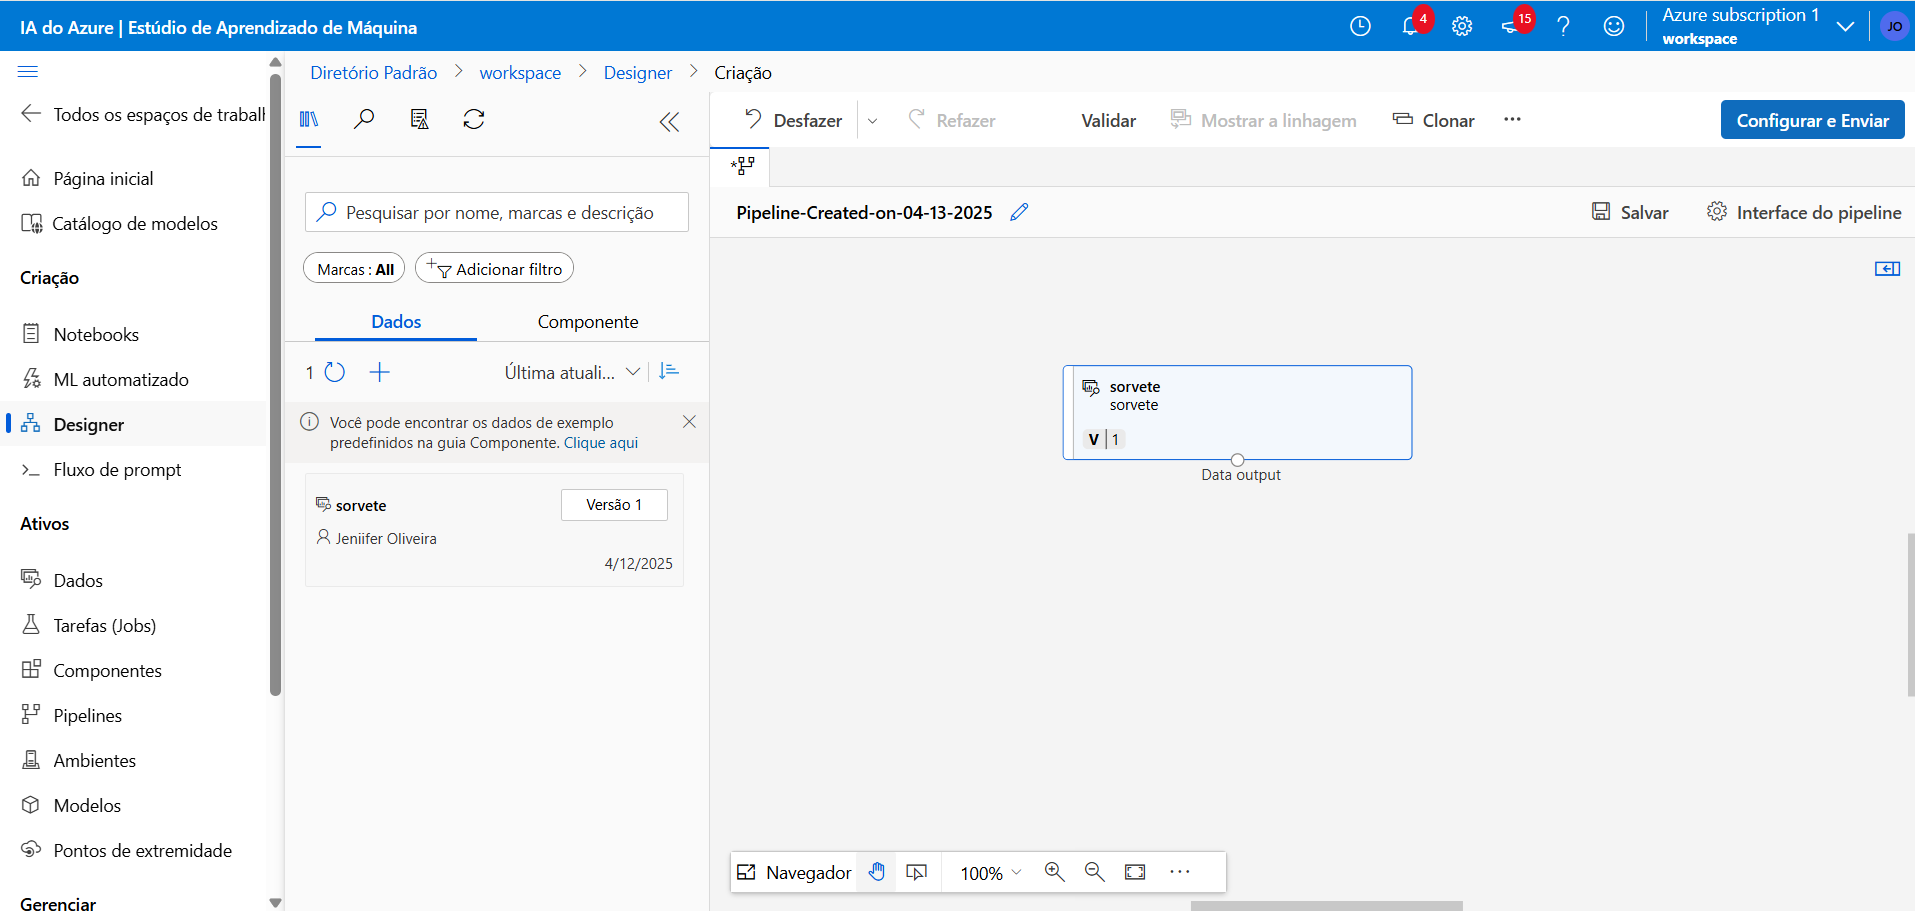 IA do Azure | Estúdio de Aprendizado de Máquina
4
15
?
Azure subscription 1
workspace
JO
Todos os espaços de trabalh
Página inicial
Catálogo de modelos
Criação
Notebooks
ML automatizado
Designer
Fluxo de prompt
Ativos
Dados
Tarefas (Jobs)
Componentes
Pipelines
Ambientes
Modelos
Pontos de extremidade
Gerenciar
Diretório Padrão > workspace > Designer > Criação
Pesquisar por nome, marcas e descrição
Marcas : All
Adicionar filtro
Dados
Componente
1
Última atuali...
Você pode encontrar os dados de exemplo
predefinidos na guia Componente. Clique aqui
sorvete
Versão 1
Jeniifer Oliveira
4/12/2025
Desfazer
Refazer
Validar
Mostrar a linhagem
Clonar
...
Configurar e Enviar
Pipeline-Created-on-04-13-2025
Salvar
Interface do pipeline
sorvete
sorvete
V | 1
Data output
Navegador
100%
...